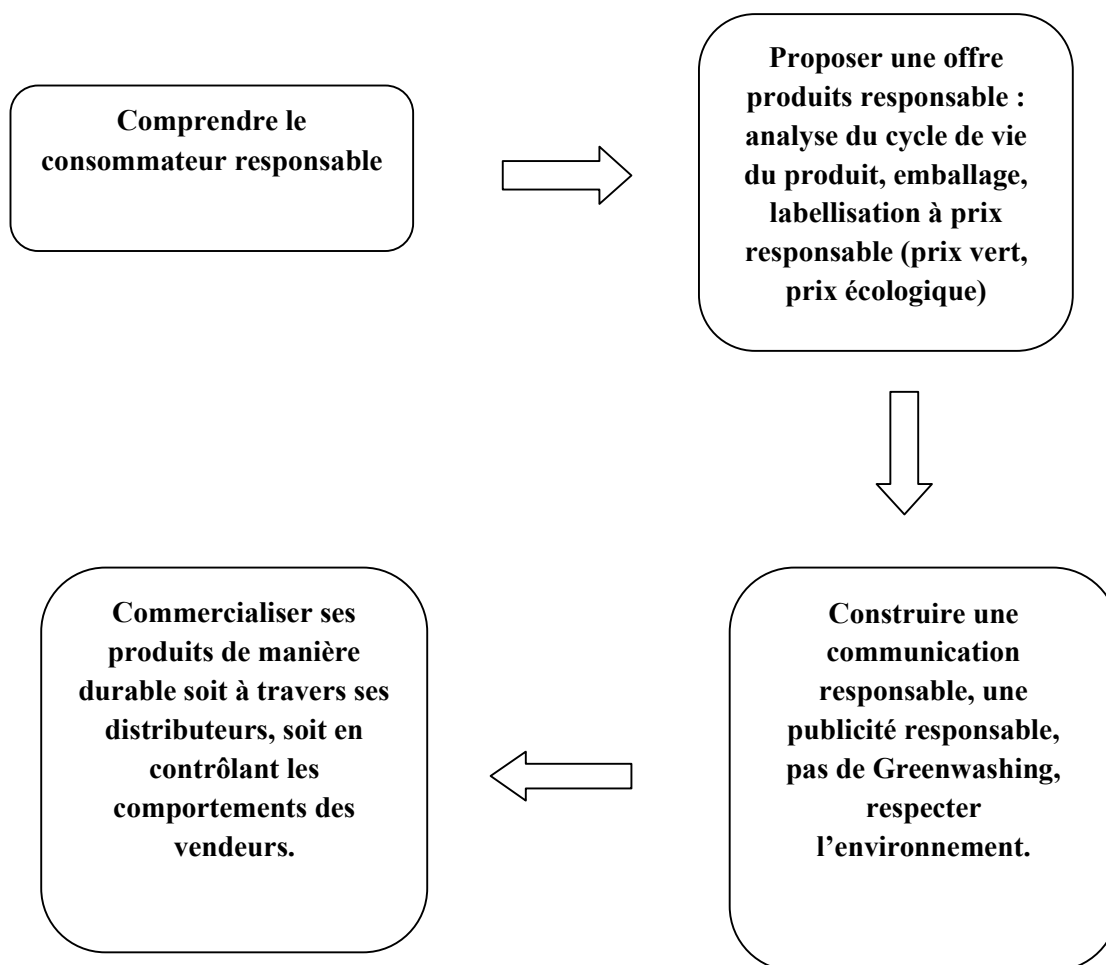 Comprendre le
consommateur responsable
Proposer une offre
produits responsable :
analyse du cycle de vie
du produit, emballage,
labellisation à prix
responsable (prix vert,
prix écologique)
Construire une
communication
responsable, une
publicité responsable,
pas de Greenwashing,
respecter
l’environnement.
Commercialiser ses
produits de manière
durable soit à travers ses
distributeurs, soit en
contrôlant les
comportements des
vendeurs.